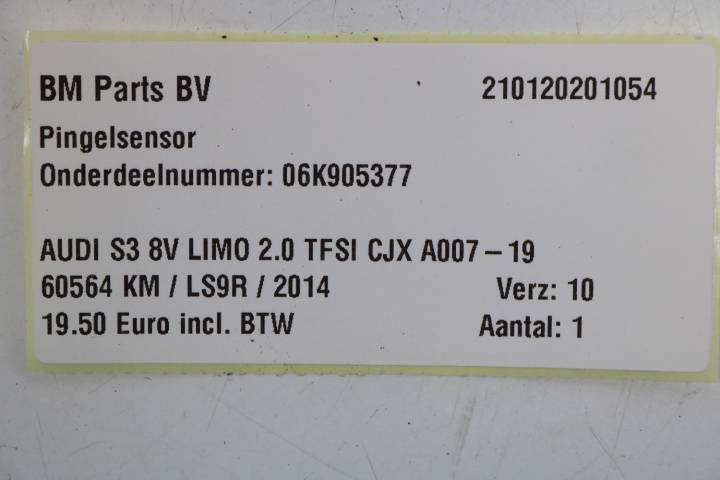 BM Parts BV 210120201054
Pingelsensor
Onderdeelnummer: 06K905377
AUDI S3 8V LIMO 2.0 TFSI CJX A007-19
60564 KM / LS9R / 2014 Verz: 10
19.50 Euro incl. BTW Aantal: 1